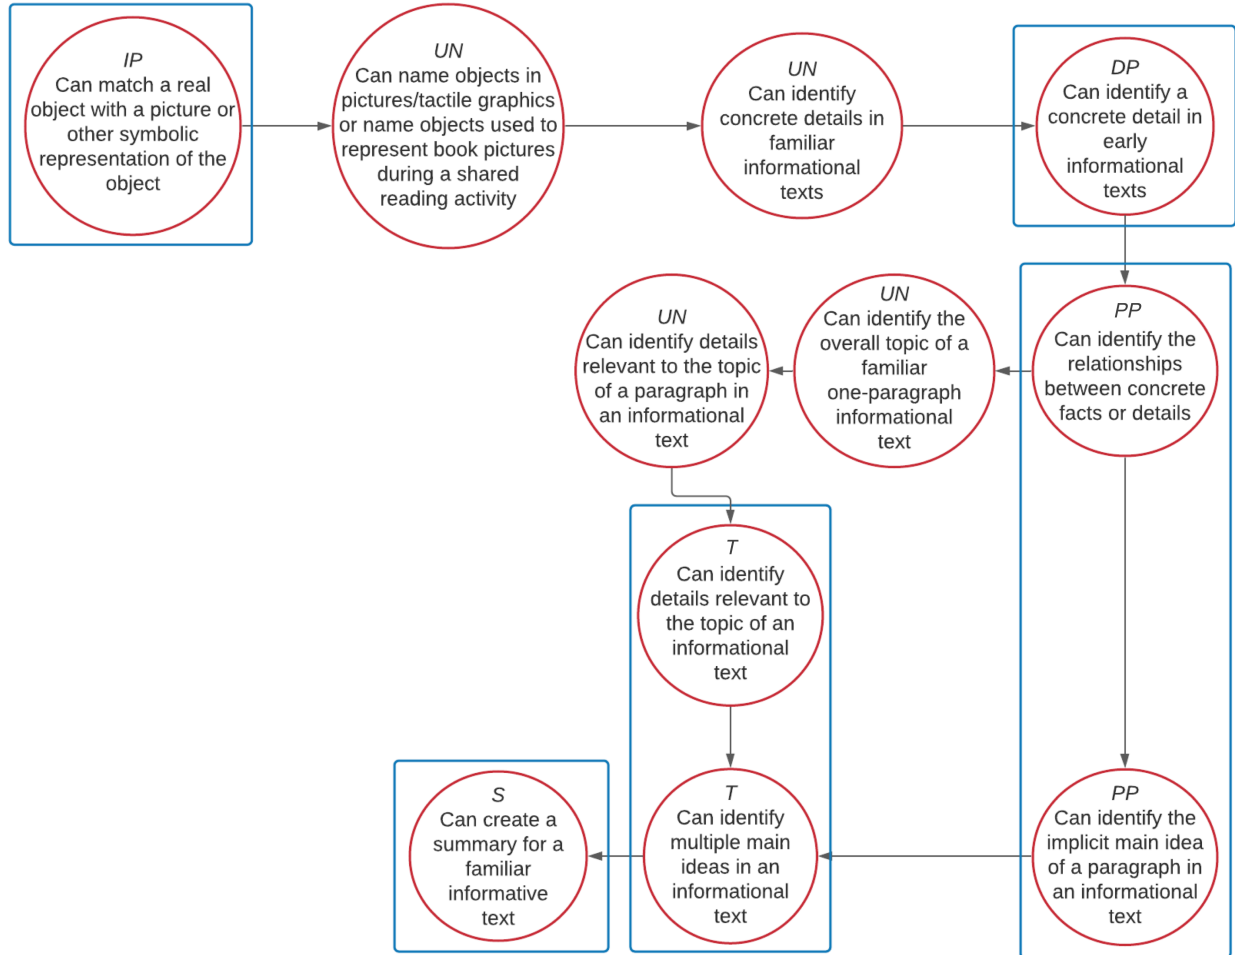 IP
Can match a real
object with a picture or
other symbolic
representation of the
object
UN
Can name objects in
pictures/tactile graphics
or name objects used to
represent book pictures
during a shared
reading activity
UN
Can identify
concrete details in
familiar
informational
texts
DP
Can identify a
concrete detail in
early
informational
texts
PP
Can identify the
relationships
between concrete
facts or details
UN
Can identify the
overall topic of a
familiar
one-paragraph
informational
text
UN
Can identify details
relevant to the topic
of a paragraph in
an informational
text
T
Can identify
details relevant to
the topic of an
informational
text
PP
Can identify the
implicit main idea
of a paragraph in
an informational
text
T
Can identify
multiple main
ideas in an
informational
text
S
Can create a
summary for a
familiar
informative
text